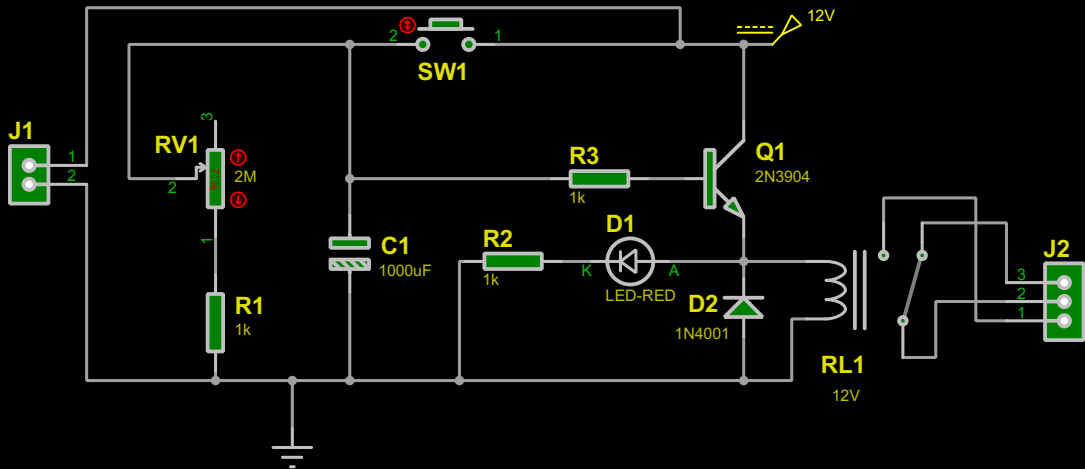 12V
2
1
SW1
J1
1
2
RV1
3
2
2M
1
R3
1k
Q1
2N3904
C1
1000uF
R2
1k
D1
K
A
LED-RED
D2
1N4001
R1
1k
RL1
12V
J2
3
2
1